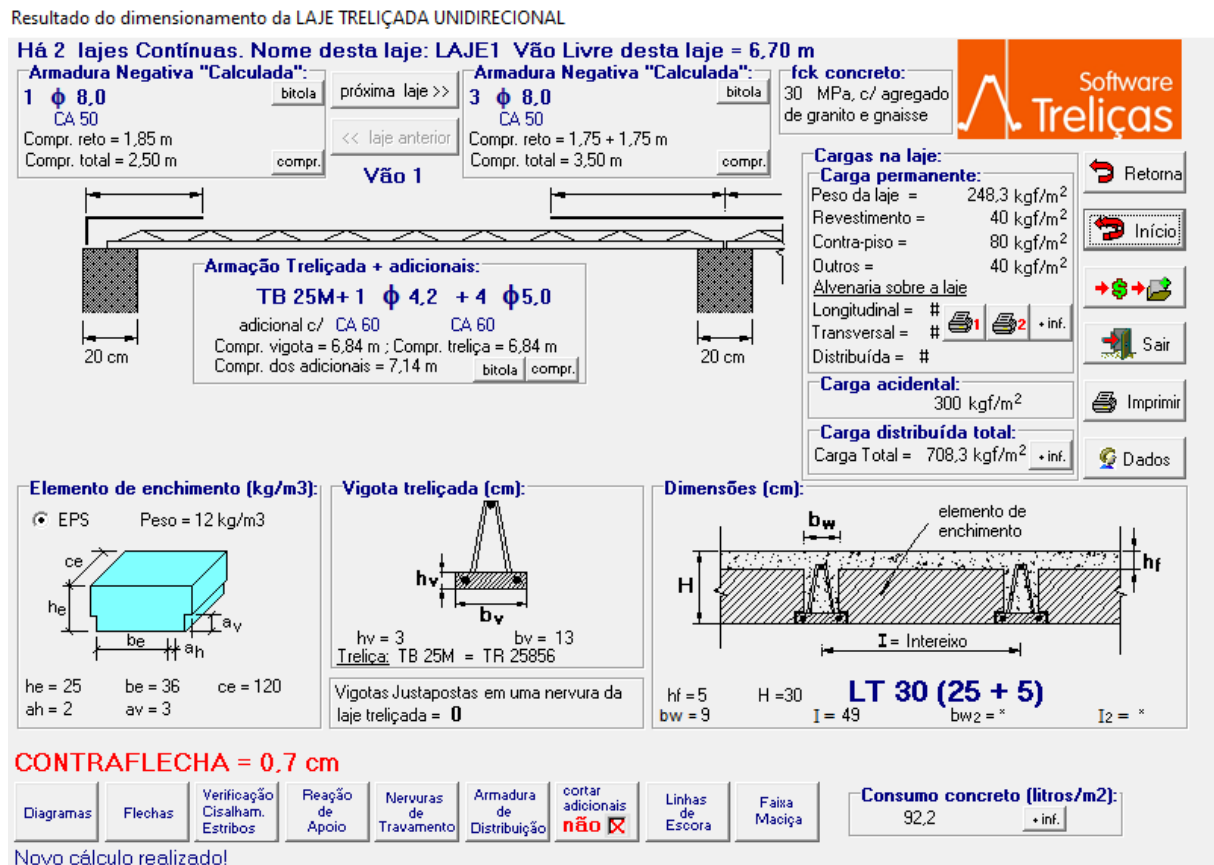 Resultado do dimensionamento da LAJE TRELIÇADA UNIDIRECIONAL
Há 2 lajes Contínuas. Nome desta laje: LAJE1 Vão Livre desta laje = 6,70 m
Armadura Negativa "Calculada":
1 ϕ 8,0
bitola
CA 50
Compr. reto = 1,85 m
Compr. total = 2,50 m
compr.
próxima laje >>
<< laje anterior
Vão 1
Armadura Negativa "Calculada":
3 ϕ 8,0
bitola
CA 50
Compr. reto = 1,75 + 1,75 m
Compr. total = 3,50 m
compr.
fck concreto:
30 MPa, c/ agregado
de granito e gnaisse
Software
Treliças
Cargas na laje:
Carga permanente:
Peso da laje = 248,3 kgf/m2
Revestimento = 40 kgf/m2
Contra-piso = 80 kgf/m2
Outros = 40 kgf/m2
Alvenaria sobre a laje
Longitudinal = #
Transversal = #
Distribuída = #
1
2
+ inf.
Carga acidental:
300 kgf/m2
Carga distribuída total:
Carga Total = 708,3 kgf/m2
+ inf.
Retorna
Início
Sair
Imprimir
Dados
Armação Treliçada + adicionais:
TB 25M+ 1 ϕ 4,2 + 4 ϕ5,0
adicional c/ CA 60 CA 60
Compr. vigota = 6,84 m ; Compr. treliça = 6,84 m
Compr. dos adicionais = 7,14 m
bitola
compr.
20 cm
20 cm
Elemento de enchimento (kg/m3):
EPS Peso = 12 kg/m3
ce
he
av
be
ah
he = 25 be = 36 ce = 120
ah = 2 av = 3
Vigota treliçada (cm):
hv
bv
hv = 3 bv = 13
Treliça: TB 25M = TR 25856
Vigotas Justapostas em uma nervura da
laje treliçada = 0
Dimensões (cm):
bw
elemento de
enchimento
hf
H
I = Intereixo
hf = 5 H =30 LT 30 (25 + 5)
bw = 9 I = 49 bw2 = * I2 = *
CONTRAFLECHA = 0,7 cm
Diagramas
Flechas
Verificação
Cisalham.
Estribos
Reação
de
Apoio
Nervuras
de
Travamento
Armadura
de
Distribuição
cortar
adicionais
não
Linhas
de
Escora
Faixa
Maciça
Consumo concreto (litros/m2):
92,2
+ inf.
Novo cálculo realizado!